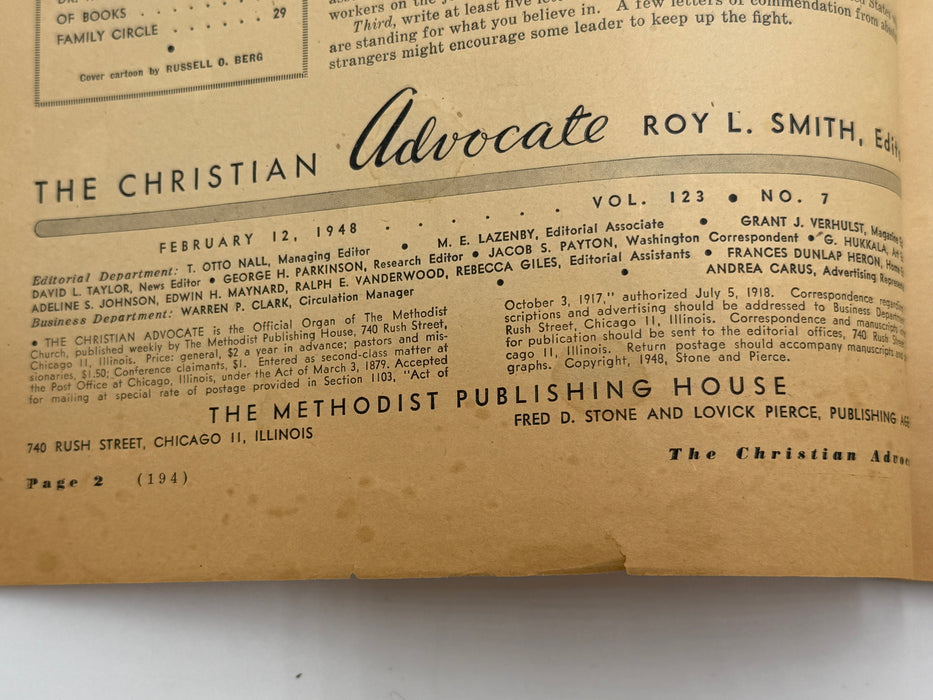 OF BOOKS . . . . . . .
FAMILY CIRCLE . . . . . . 29
Cover cartoon by RUSSELL O. BERG
workers on the
Third, write at least five
are standing for what you believe in. A few letters of commendation from
strangers might encourage some leader to keep up the fight.
THE CHRISTIAN Advocate ROY L. SMITH,
FEBRUARY 12, 1948 . . . . . . VOL. 123 ● NO. 7
Editorial Department: T. OTTO NALL, Managing Editor ● M. E. LAZENBY, Editorial Associate ● GRANT J. VERHULST,
DAVID L. TAYLOR, News Editor ● GEORGE H. PARKINSON, Research Editor ● JACOB S. PAYTON, Washington Correspondent ● G. HUKKALA,
ADELINE S. JOHNSON, EDWIN H. MAYNARD, RALPH E. VANDERWOOD, REBECCA GILES, Editorial Assistants ● FRANCES DUNLAP HERON,
Business Department: WARREN P. CLARK, Circulation Manager ● ● ANDREA CARUS, Advertising
● THE CHRISTIAN ADVOCATE is the Official Organ of The Methodist
Church, published weekly by The Methodist Publishing House, 740 Rush Street,
Chicago 11, Illinois. Price: general, $2 a year in advance; pastors and mis-
sionaries, $1.50; Conference claimants, $1. Entered as second-class matter at
the Post Office at Chicago, Illinois, under the Act of March 3, 1879. Accepted
for mailing at special rate of postage provided in Section 1103, "Act of
October 3, 1917," authorized July 5, 1918. Correspondence
scriptions and advertising should be addressed to Business
Rush Street, Chicago 11, Illinois. Correspondence and manuscripts
for publication should be sent to the editorial offices, 740 Rush
cago 11, Illinois. Return postage should accompany manuscripts
graphs. Copyright, 1948, Stone and Pierce.
THE METHODIST PUBLISHING HOUSE
740 RUSH STREET, CHICAGO 11, ILLINOIS
FRED D. STONE AND LOVICK PIERCE, PUBLISHING
Page 2 (194)
The Christian